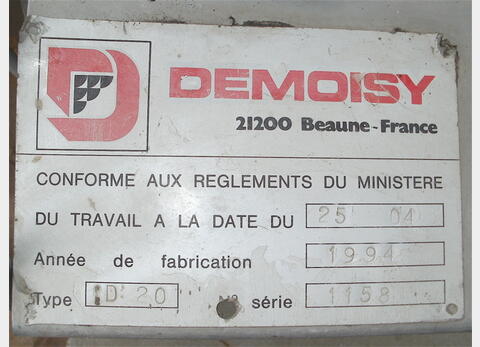 DEMOISY
21200 Beaune-France
CONFORME AUX REGLEMENTS DU MINISTERE
DU TRAVAIL A LA DATE DU 25 04
Année de fabrication 1994
Type D 20 N° série 1158